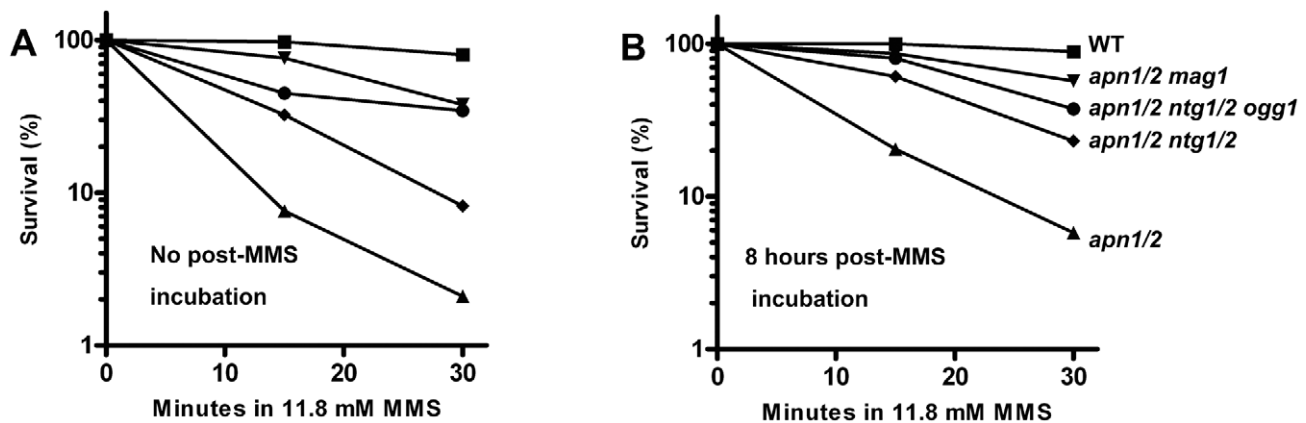 A
Survival (%)
100
10
1
No post-MMS
incubation
0
10
20
30
Minutes in 11.8 mM MMS
B
Survival (%)
100
10
1
WT
apn1/2 mag1
apn1/2 ntg1/2 ogg1
apn1/2 ntg1/2
apn1/2
8 hours post-MMS
incubation
0
10
20
30
Minutes in 11.8 mM MMS